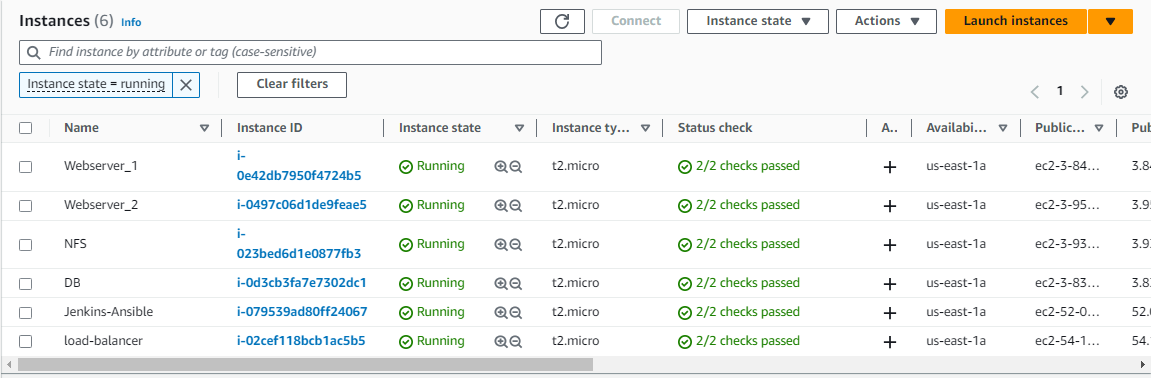 Instances (6) Info
Connect Instance state Actions Launch instances
Find instance by attribute or tag (case-sensitive)
Instance state = running Clear filters
1
Name Instance ID Instance state Instance ty... Status check A.. Availabi... Public... Pub
Webserver_1 i-0e42db7950f4724b5 Running t2.micro 2/2 checks passed us-east-1a ec2-3-84... 3.84
Webserver_2 i-0497c06d1de9feae5 Running t2.micro 2/2 checks passed us-east-1a ec2-3-95... 3.95
NFS i-023bed6d1e0877fb3 Running t2.micro 2/2 checks passed us-east-1a ec2-3-93... 3.93
DB i-0d3cb3fa7e7302dc1 Running t2.micro 2/2 checks passed us-east-1a ec2-3-83... 3.83
Jenkins-Ansible i-079539ad80ff24067 Running t2.micro 2/2 checks passed us-east-1a ec2-52-0... 52.0
load-balancer i-02cef118bcb1ac5b5 Running t2.micro 2/2 checks passed us-east-1a ec2-54-1... 54.